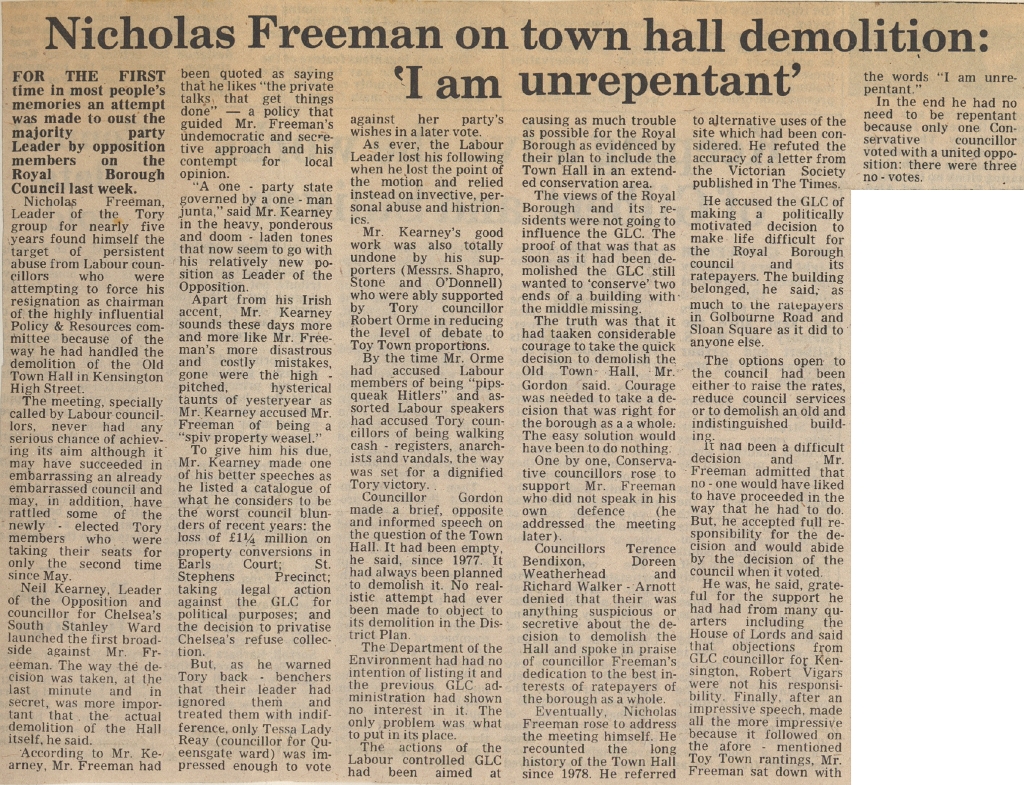 Nicholas Freeman on town hall demolition:
'I am unrepentant'
FOR THE FIRST
time in most people's
memories an attempt
was made to oust the
majority party
Leader by opposition
members on the
Royal Borough
Council last week.
Nicholas Freeman,
Leader of the Tory
group for nearly five
years found himself the
target of persistent
abuse from Labour coun-
cillors who were
attempting to force his
resignation as chairman
of the highly influential
Policy & Resources com-
mittee because of the
way he had handled the
demolition of the Old
Town Hall in Kensington
High Street.
The meeting, specially
called by Labour council-
lors, never had any
serious chance of achiev-
ing its aim although it
may have succeeded in
embarrassing an already
embarrassed council and
may, in addition, have
rattled some of the
newly - elected Tory
members who were
taking their seats for
only the second time
since May.
Neil Kearney, Leader
of the Opposition and
councillor for Chelsea's
South Stanley Ward
launched the first broad-
side against Mr. Fr-
eeman. The way the de-
cision was taken, at the
last minute and in
secret, was more impor-
tant that the actual
demolition of the Hall
itself, he said.
According to Mr. Ke-
arney, Mr. Freeman had
been quoted as saying
that he likes "the private
talks that get things
done" — a policy that
guided Mr. Freeman's
undemocratic and secre-
tive approach and his
contempt for local
opinion.
"A one - party state
governed by a one - man
junta," said Mr. Kearney
in the heavy, ponderous
and doom - laden tones
that now seem to go with
his relatively new po-
sition as Leader of the
Opposition.
Apart from his Irish
accent, Mr. Kearney
sounds these days more
and more like Mr. Free-
man's more disastrous
and costly mistakes,
gone were the high -
pitched, hysterical
taunts of yesteryear as
Mr. Kearney accused Mr.
Freeman of being a
"spiv property weasel."
To give him his due,
Mr. Kearney made one
of his better speeches as
he listed a catalogue of
what he considers to be
the worst council blun-
ders of recent years: the
loss of £1¼ million on
property conversions in
Earls Court; St.
Stephens Precinct;
taking legal action
against the GLC for
political purposes; and
the decision to privatise
Chelsea's refuse collec-
tion.
But, as he warned
Tory back - benchers
that their leader had
ignored them and
treated them with indif-
ference, only Tessa Lady
Reay (councillor for Qu-
eensgate ward) was im-
pressed enough to vote
against her party's
wishes in a later vote.
As ever, the Labour
Leader lost his following
when he lost the point of
the motion and relied
instead on invective, per-
sonal abuse and histrion-
ics.
Mr. Kearney's good
work was also totally
undone by his sup-
porters (Messrs. Shapro,
Stone and O'Donnell)
who were ably supported
by Tory councillor
Robert Orme in reducing
the level of debate to
Toy Town proportions.
By the time Mr. Orme
had accused Labour
members of being "pips-
queak Hitlers" and as-
sorted Labour speakers
had accused Tory coun-
cillors of being walking
cash - registers, anarch-
ists and vandals, the way
was set for a dignified
Tory victory.
Councillor Gordon
made a brief, opposite
and informed speech on
the question of the Town
Hall. It had been empty,
he said, since 1977. It
had always been planned
to demolish it. No real-
istic attempt had ever
been made to object to
its demolition in the Dis-
trict Plan.
The Department of the
Environment had had no
intention of listing it and
the previous GLC ad-
ministration had shown
no interest in it. The
only problem was what
to put in its place.
The actions of the
Labour controlled GLC
had been aimed at
causing as much trouble
as possible for the Royal
Borough as evidenced by
their plan to include the
Town Hall in an extend-
ed conservation area.
The views of the Royal
Borough and its re-
sidents were not going to
influence the GLC. The
proof of that was that as
soon as it had been de-
molished the GLC still
wanted to 'conserve' two
ends of a building with
the middle missing.
The truth was that it
had taaken considerable
courage to take the quick
decision to demolish the
Old Town Hall, Mr.
Gordon said. Courage
was needed to take a de-
cision that was right for
the borough as a a whole.
The easy solution would
have been to do nothing.
One by one, Conserva-
tive councillors rose to
support Mr. Freeman
who did not speak in his
own defence (he
addressed the meeting
later).
Councillors Terence
Bendixon, Doreen
Weatherhead and
Richard Walker - Arnott
denied that their was
anything suspicious or
secretive about the de-
cision to demolish the
Hall and spoke in praise
of councillor Freeman's
dedication to the best in-
terests of ratepayers of
the borough as a whole.
Eventually, Nicholas
Freeman rose to address
the meeting himself. He
recounted the long
history of the Town Hall
since 1978. He referred
to alternative uses of the
site which had been con-
sidered. He refuted the
accuracy of a letter from
the Victorian Society
published in The Times.
He accused the GLC of
making a politically
motivated decision to
make life difficult for
the Royal Borough
council and its
ratepayers. The building
belonged, he said, as
much to the ratepayers
in Golbourne Road and
Sloan Square as it did to
anyone else.
The options open to
the council had been
either to raise the rates,
reduce council services
or to demolish an old and
indistinguished build-
ing.
It had been a difficult
decision and Mr.
Freeman admitted that
no - one would have liked
to have proceeded in the
way that he had to do.
But, he accepted full re-
sponsibility for the de-
cision and would abide
by the decision of the
council when it voted.
He was, he said, grate-
ful for the support he
had had from many qu-
arters including the
House of Lords and said
that objections from
GLC councillor for Ken-
sington, Robert Vigars
were not his responsi-
bility. Finally, after an
impressive speech, made
all the more impressive
because it followed on
the afore - mentioned
Toy Town rantings, Mr.
Freeman sat down with
the words "I am unre-
pentant."
In the end he had no
need to be repentant
because only one Con-
servative councillor
voted with a united oppo-
sition: there were three
no - votes.